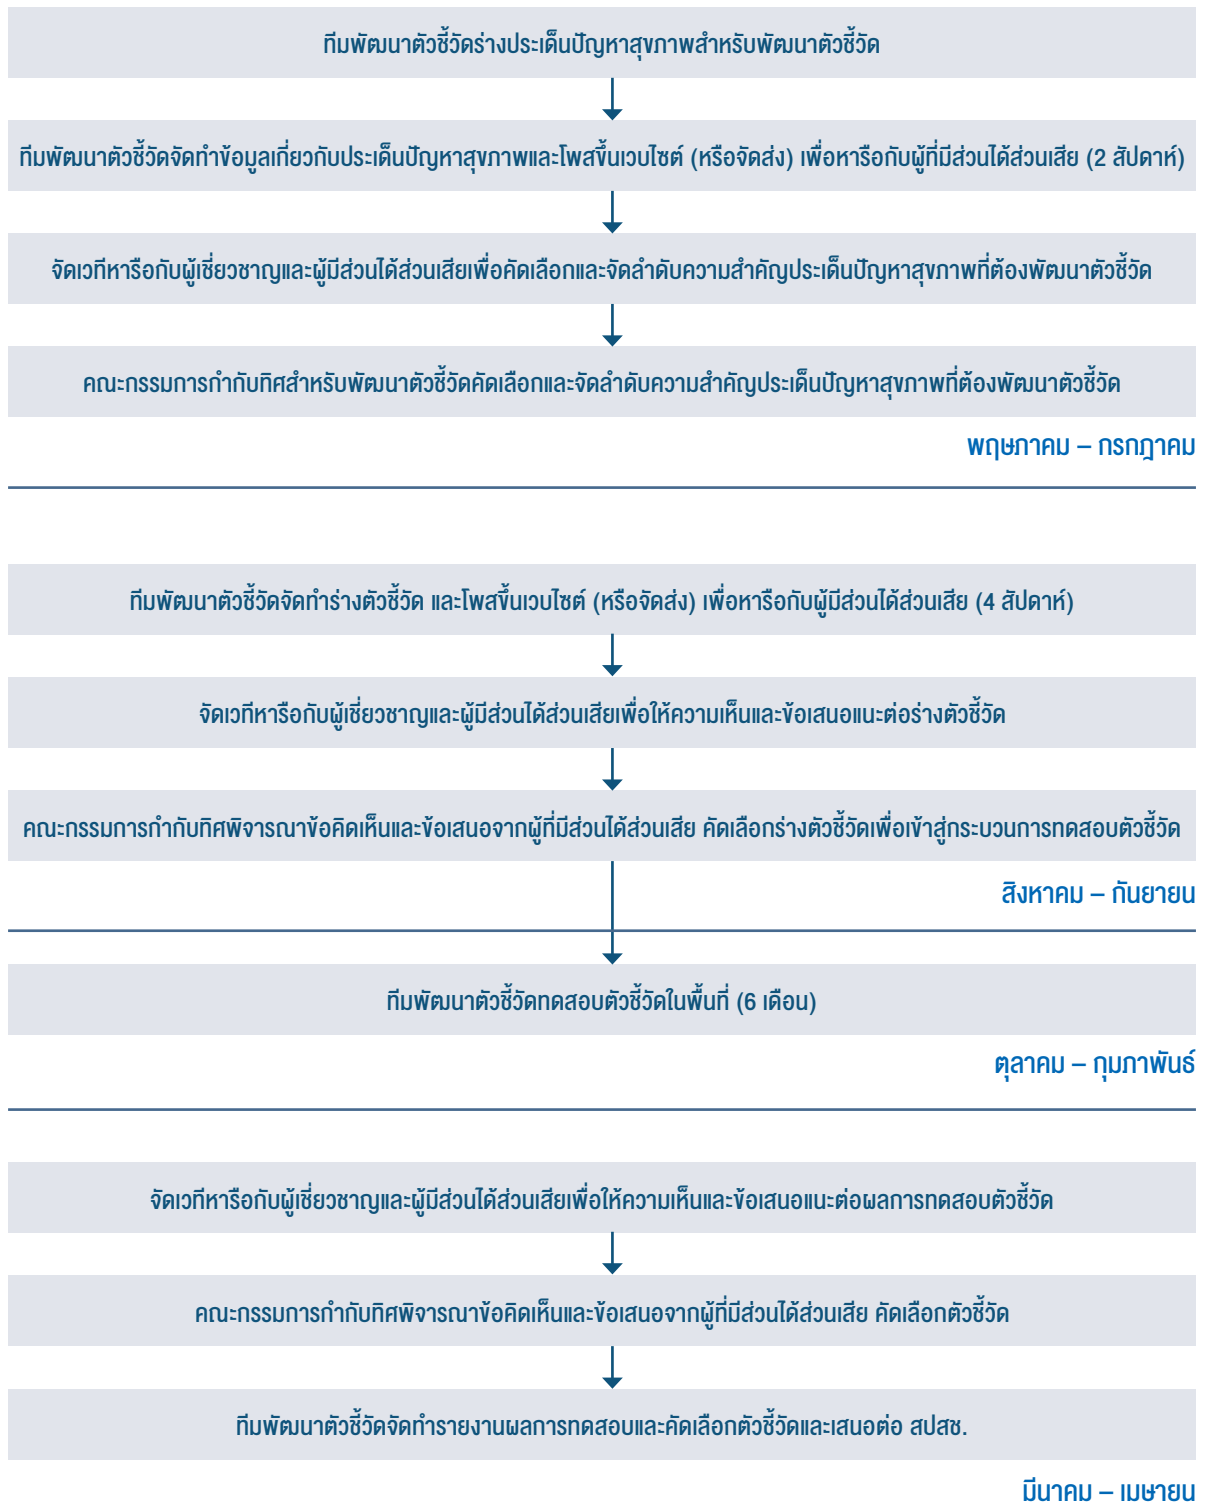 ทีมพัฒนาตัวชี้วัดร่างประเด็นปัญหาสุขภาพสำหรับพัฒนาตัวชี้วัด
ทีมพัฒนาตัวชี้วัดจัดทำข้อมูลเกี่ยวกับประเด็นปัญหาสุขภาพและโพสขึ้นเวบไซต์ (หรือจัดส่ง) เพื่อหารือกับผู้ที่มีส่วนได้ส่วนเสีย (2 สัปดาห์)
จัดเวทีหารือกับผู้เชี่ยวชาญและผู้มีส่วนได้ส่วนเสียเพื่อคัดเลือกและจัดลำดับความสำคัญประเด็นปัญหาสุขภาพที่ต้องพัฒนาตัวชี้วัด
คณะกรรมการกำกับทิศสำหรับพัฒนาตัวชี้วัดคัดเลือกและจัดลำดับความสำคัญประเด็นปัญหาสุขภาพที่ต้องพัฒนาตัวชี้วัด
พฤษภาคม – กรกฎาคม
ทีมพัฒนาตัวชี้วัดจัดทำร่างตัวชี้วัด และโพสขึ้นเวบไซต์ (หรือจัดส่ง) เพื่อหารือกับผู้มีส่วนได้ส่วนเสีย (4 สัปดาห์)
จัดเวทีหารือกับผู้เชี่ยวชาญและผู้มีส่วนได้ส่วนเสียเพื่อให้ความเห็นและข้อเสนอแนะต่อร่างตัวชี้วัด
คณะกรรมการกำกับทิศพิจารณาข้อคิดเห็นและข้อเสนอจากผู้ที่มีส่วนได้ส่วนเสีย คัดเลือกร่างตัวชี้วัดเพื่อเข้าสู่กระบวนการทดสอบตัวชี้วัด
สิงหาคม – กันยายน
ทีมพัฒนาตัวชี้วัดทดสอบตัวชี้วัดในพื้นที่ (6 เดือน)
ตุลาคม – กุมภาพันธ์
จัดเวทีหารือกับผู้เชี่ยวชาญและผู้มีส่วนได้ส่วนเสียเพื่อให้ความเห็นและข้อเสนอแนะต่อผลการทดสอบตัวชี้วัด
คณะกรรมการกำกับทิศพิจารณาข้อคิดเห็นและข้อเสนอจากผู้ที่มีส่วนได้ส่วนเสีย คัดเลือกตัวชี้วัด
ทีมพัฒนาตัวชี้วัดจัดทำรายงานผลการทดสอบและคัดเลือกตัวชี้วัดและเสนอต่อ สปสช.
มีนาคม – เมษายน